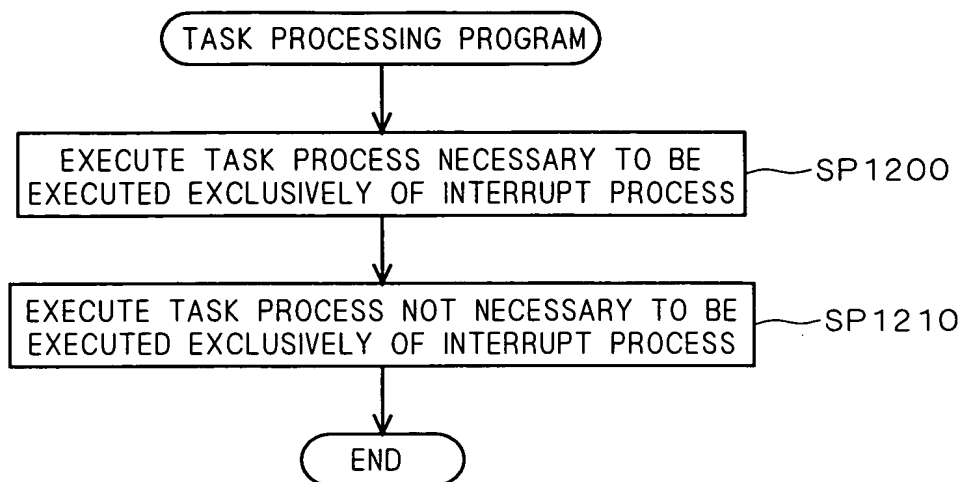 TASK PROCESSING PROGRAM
EXECUTE TASK PROCESS NECESSARY TO BE
EXECUTED EXCLUSIVELY OF INTERRUPT PROCESS
SP1200
EXECUTE TASK PROCESS NOT NECESSARY TO BE
EXECUTED EXCLUSIVELY OF INTERRUPT PROCESS
SP1210
END